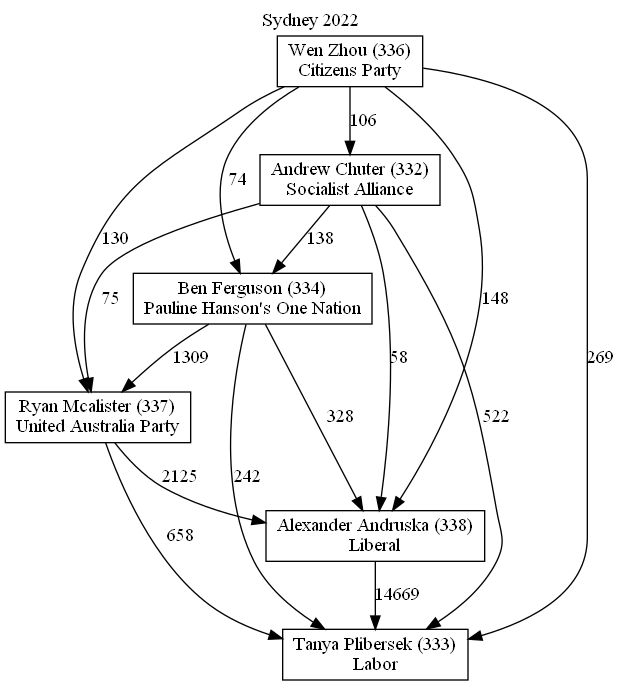 Sydney 2022
Wen Zhou (336)
Citizens Party
106
Andrew Chuter (332)
Socialist Alliance
74
130
138
75
Ben Ferguson (334)
Pauline Hanson's One Nation
148
58
269
1309
Ryan Mcalister (337)
United Australia Party
328
522
2125
242
658
Alexander Andruska (338)
Liberal
14669
Tanya Plibersek (333)
Labor